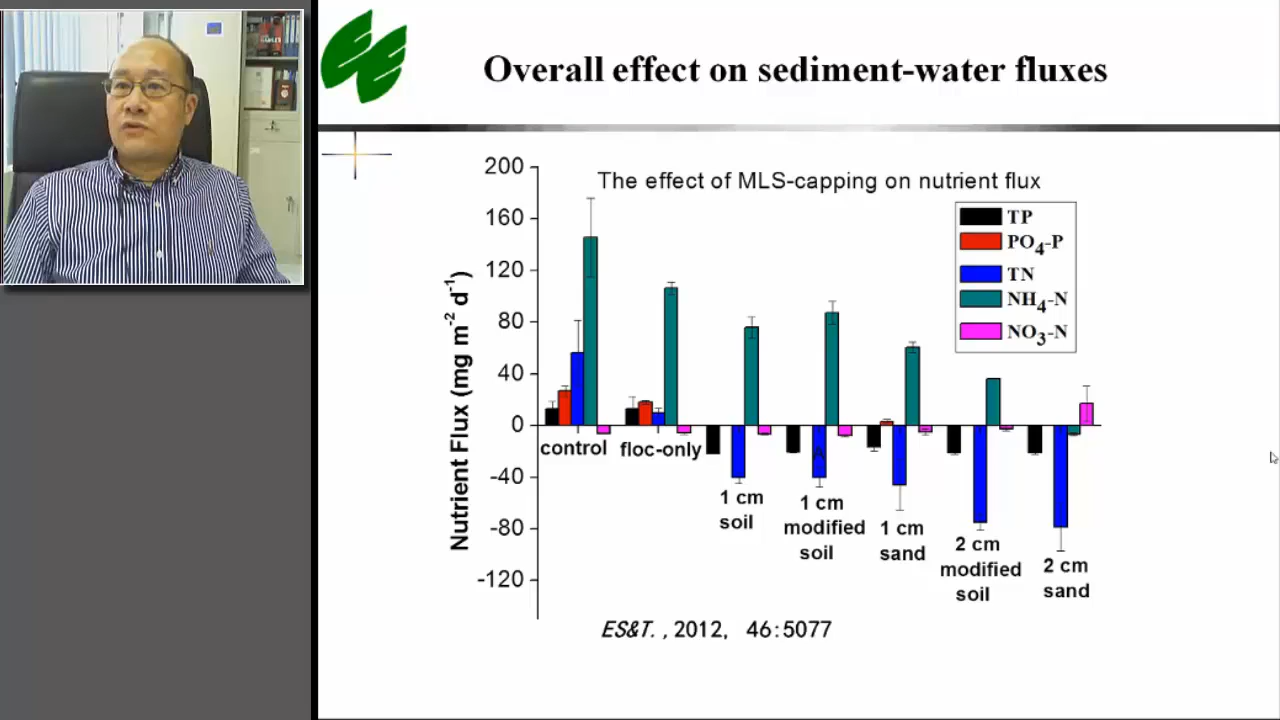 Overall effect on sediment-water fluxes
The effect of MLS-capping on nutrient flux
200
160
120
80
40
0
-40
-80
-120
Nutrient Flux (mg m-2 d-1)
TP
PO4-P
TN
NH4-N
NO3-N
control
floc-only
1 cm
soil
1 cm
modified
soil
1 cm
sand
2 cm
modified
soil
2 cm
sand
A
ES&T. , 2012, 46:5077